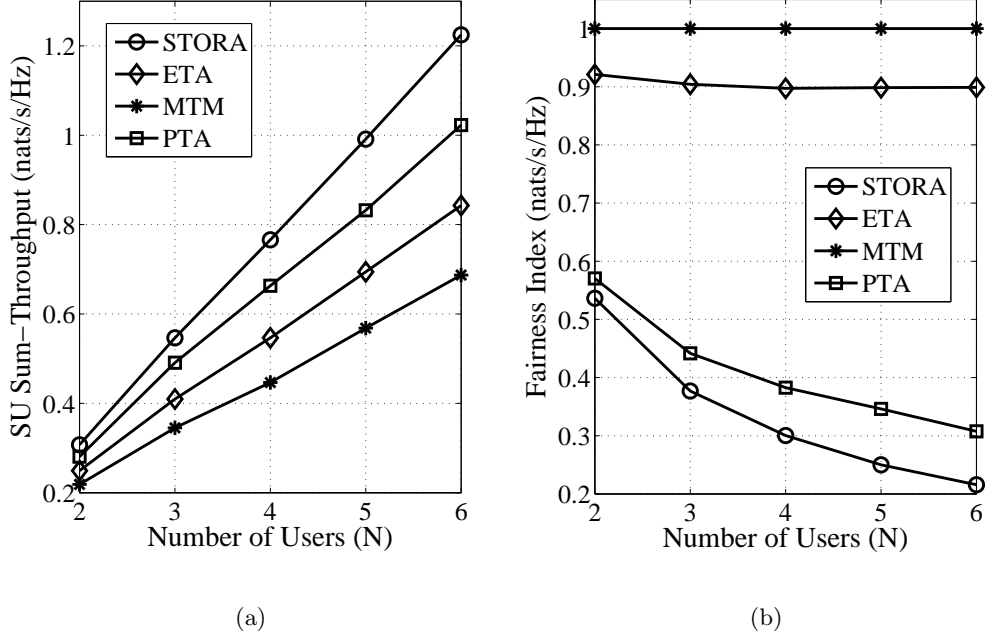 1.2
1
0.8
0.6
0.4
0.2
SU Sum−Throughput (nats/s/Hz)
STORA
ETA
MTM
PTA
2 3 4 5 6
Number of Users (N)
(a)
1
0.9
0.8
0.7
0.6
0.5
0.4
0.3
0.2
Fairness Index (nats/s/Hz)
STORA
ETA
MTM
PTA
2 3 4 5 6
Number of Users (N)
(b)